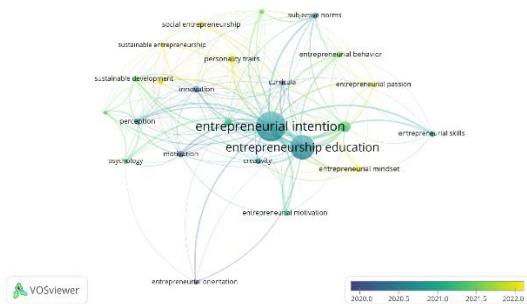 subjective norms
social entrepreneurship
sustainable entrepreneurship
entrepreneurial behavior
personality traits
sustainable development
curricula
entrepreneurial passion
innovation
perception
entrepreneurial intention
entrepreneurial skills
entrepreneurship education
psychology
motivation
creativity
entrepreneurial mindset
entrepreneurial motivation
entrepreneurial orientation
VOSviewer
2020.0 2020.5 2021.0 2021.5 2022.0